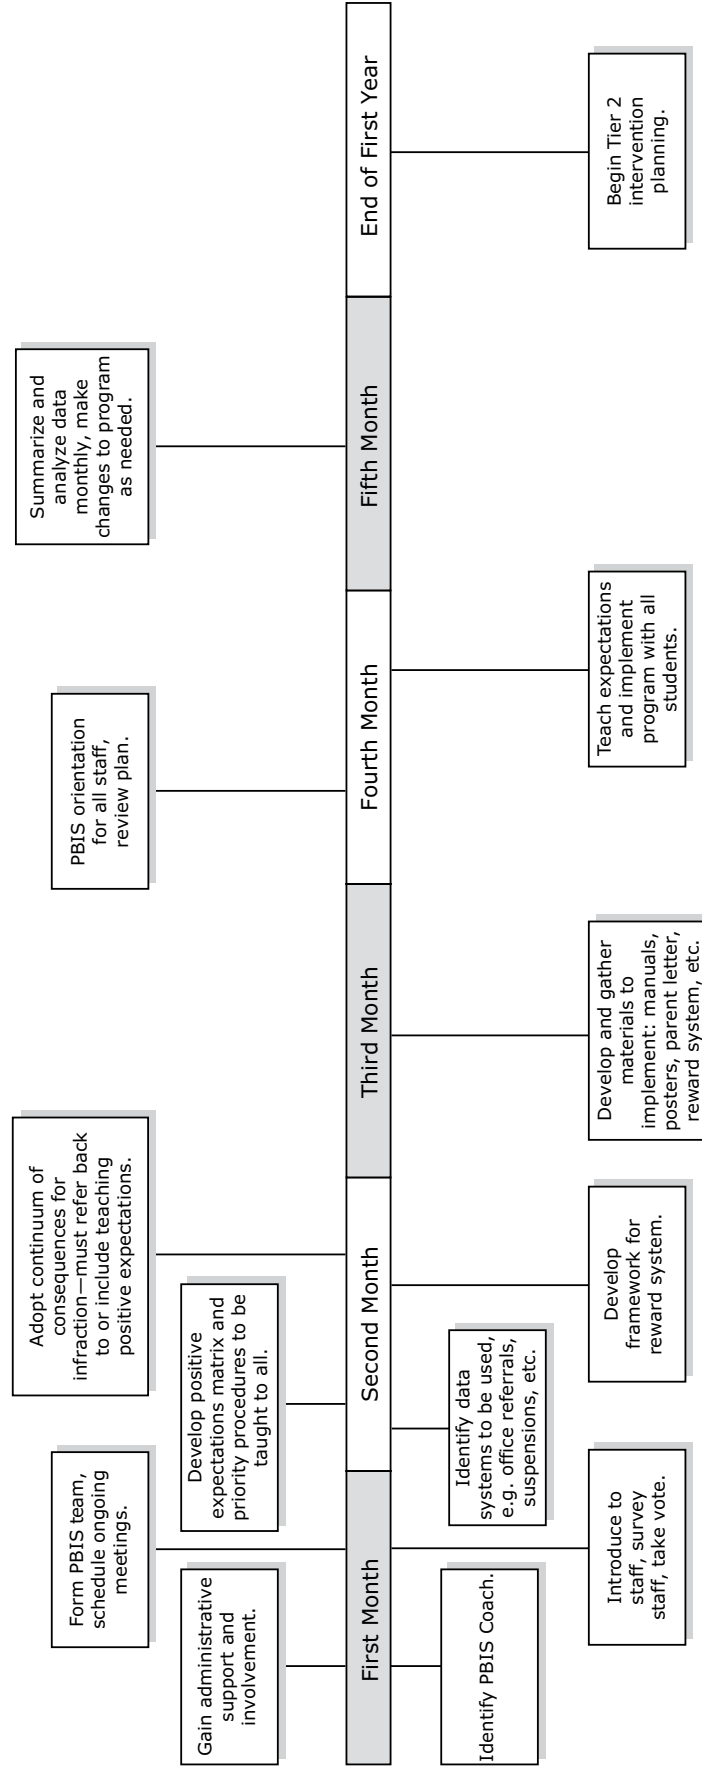 Gain administrative
support and
involvement.
Form PBIS team,
schedule ongoing
meetings.
Develop positive
expectations matrix and
priority procedures to be
taught to all.
Adopt continuum of
consequences for
infraction—must refer back
to or include teaching
positive expectations.
PBIS orientation
for all staff,
review plan.
Summarize and
analyze data
monthly, make
changes to program
as needed.
First Month
Second Month
Third Month
Fourth Month
Fifth Month
End of First Year
Identify PBIS Coach.
Introduce to
staff, survey
staff, take vote.
Identify data
systems to be used,
e.g. office referrals,
suspensions, etc.
Develop
framework for
reward system.
Develop and gather
materials to
implement: manuals,
posters, parent letter,
reward system, etc.
Teach expectations
and implement
program with all
students.
Begin Tier 2
intervention
planning.